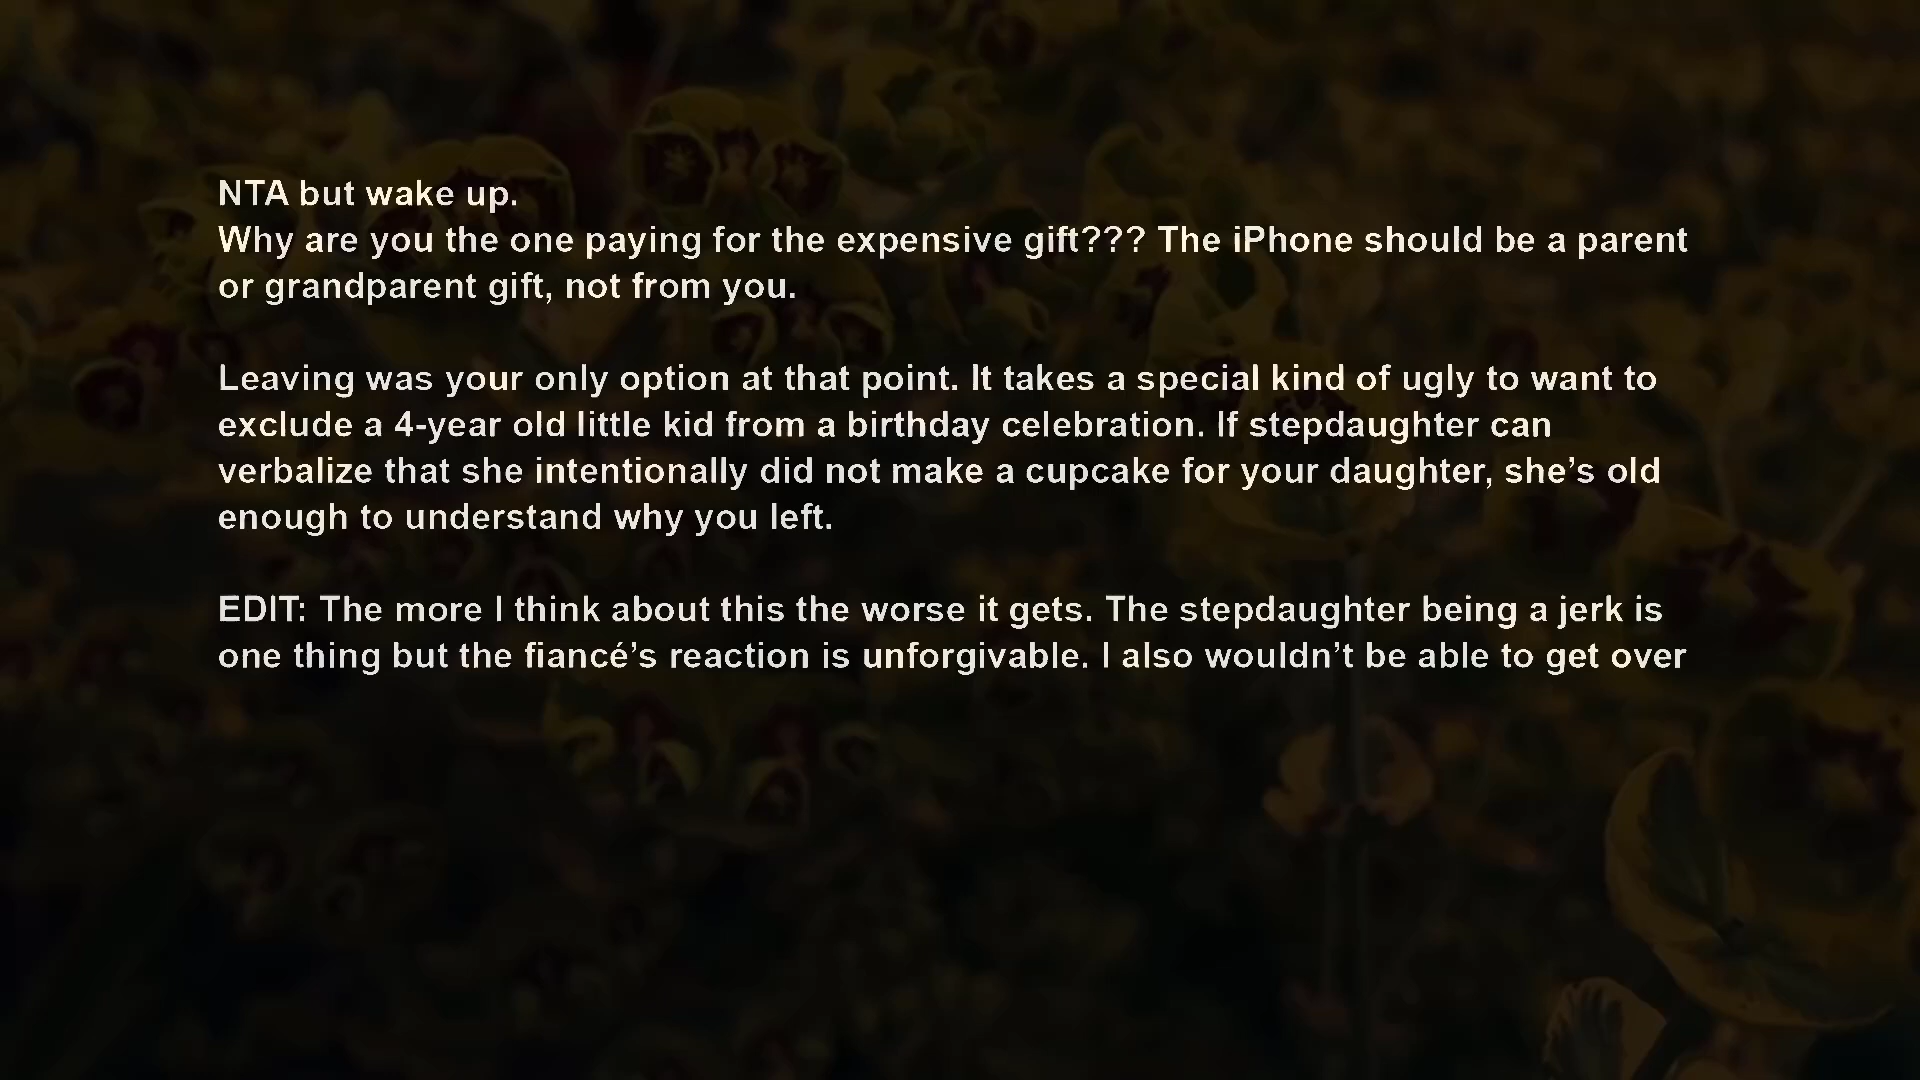 NTA but wake up.
Why are you the one paying for the expensive gift??? The iPhone should be a parent
or grandparent gift, not from you.
Leaving was your only option at that point. It takes a special kind of ugly to want to
exclude a 4-year old little kid from a birthday celebration. If stepdaughter can
verbalize that she intentionally did not make a cupcake for your daughter, she’s old
enough to understand why you left.
EDIT: The more I think about this the worse it gets. The stepdaughter being a jerk is
one thing but the fiancé’s reaction is unforgivable. I also wouldn’t be able to get over